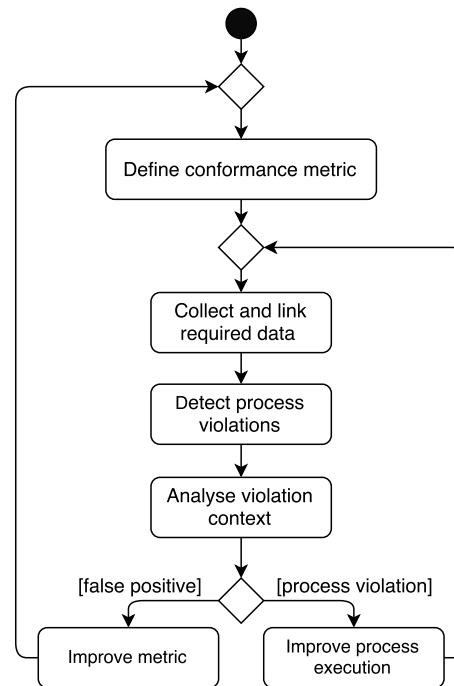 Define conformance metric
Collect and link
required data
Detect process
violations
Analyse violation
context
[false positive]
[process violation]
Improve metric
Improve process
execution